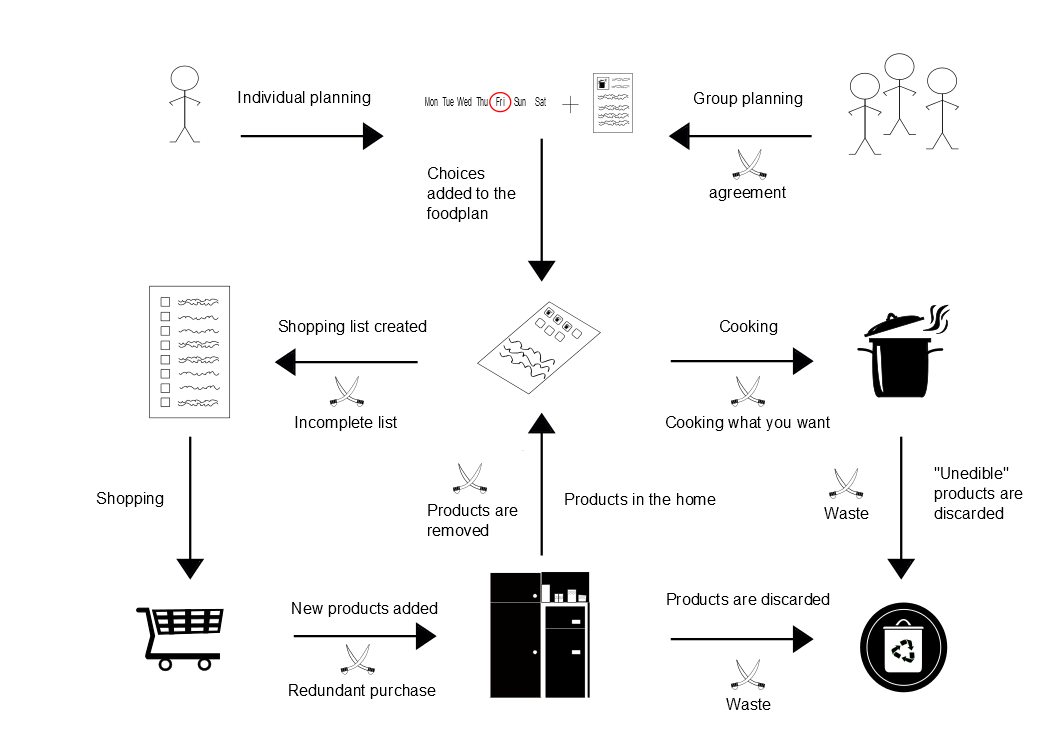 Individual planning
Mon Tue Wed Thu Fri Sun Sat
Group planning
agreement
Choices
added to the
foodplan
Shopping list created
Incomplete list
Cooking
Cooking what you want
Shopping
Products are
removed
Products in the home
Waste
"Unedible"
products are
discarded
New products added
Redundant purchase
Products are discarded
Waste